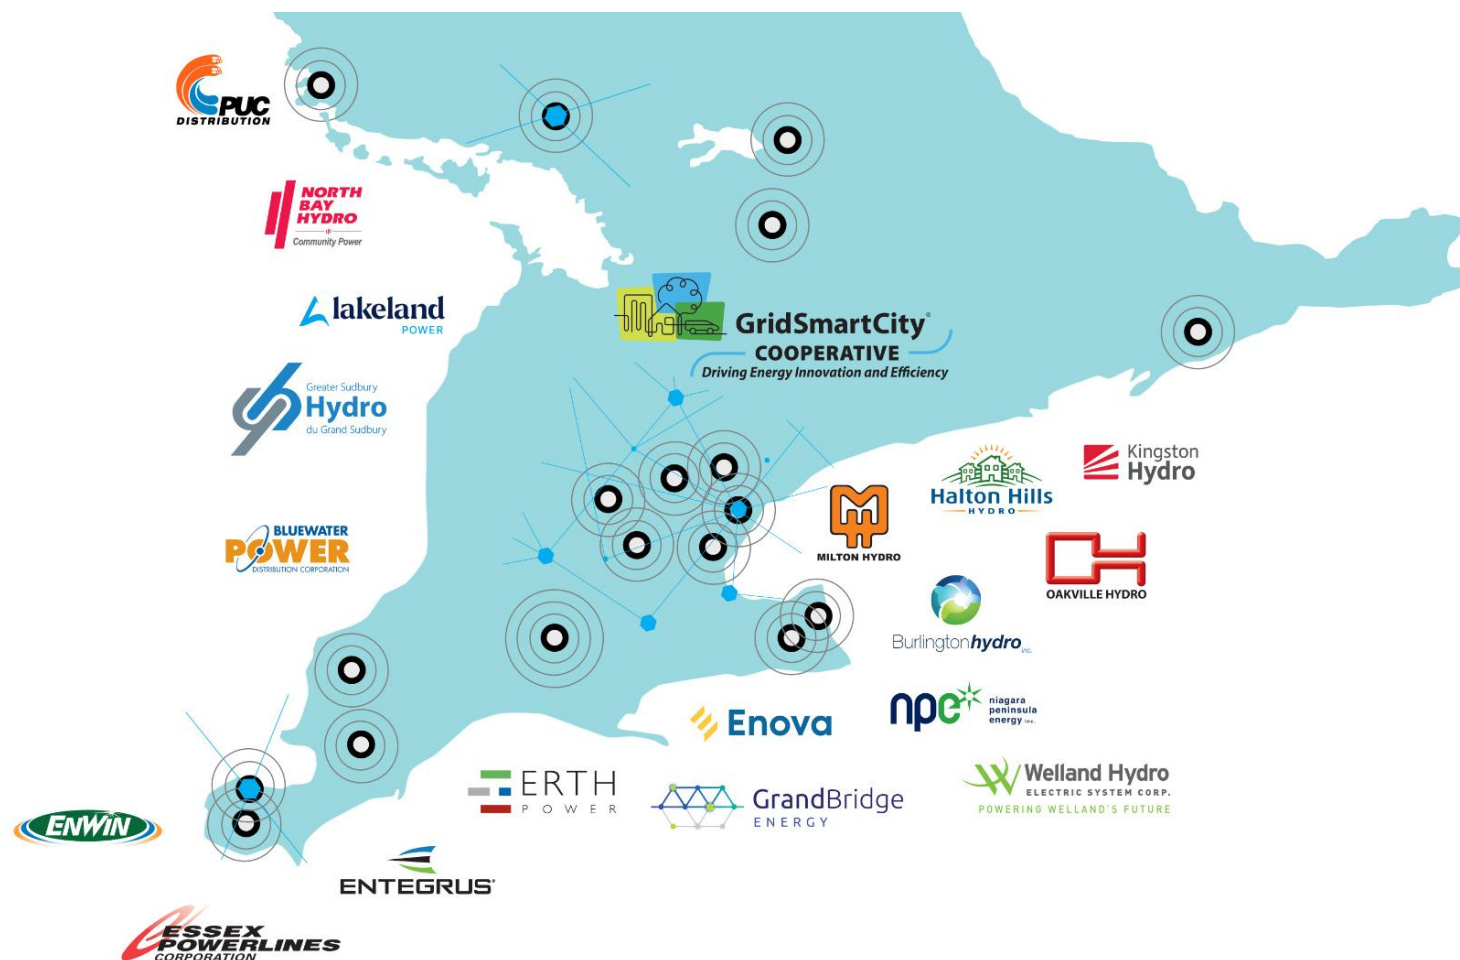 PUC
DISTRIBUTION
NORTH
BAY
HYDRO
Community Power
lakeland
POWER
GridSmartCity®
COOPERATIVE
Driving Energy Innovation and Efficiency
Greater Sudbury
Hydro
du Grand Sudbury
Kingston
Hydro
Halton Hills
HYDRO
MILTON HYDRO
BLUEWATER
POWER
DISTRIBUTION CORPORATION
OAKVILLE HYDRO
Burlingtonhydro inc.
npe
niagara
peninsula
energy inc.
Enova
ERTH
POWER
GrandBridge
ENERGY
Welland Hydro
ELECTRIC SYSTEM CORP.
POWERING WELLAND'S FUTURE
ENWIN
ENTEGRUS
ESSEX
POWERLINES
CORPORATION